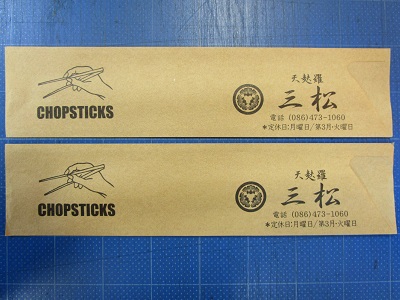 天麩羅
三松
電話 (086)473-1060
*定休日:月曜日/第3月・火曜日
CHOPSTICKS
天麩羅
三松
電話 (086)473-1060
*定休日:月曜日/第3月・火曜日
CHOPSTICKS